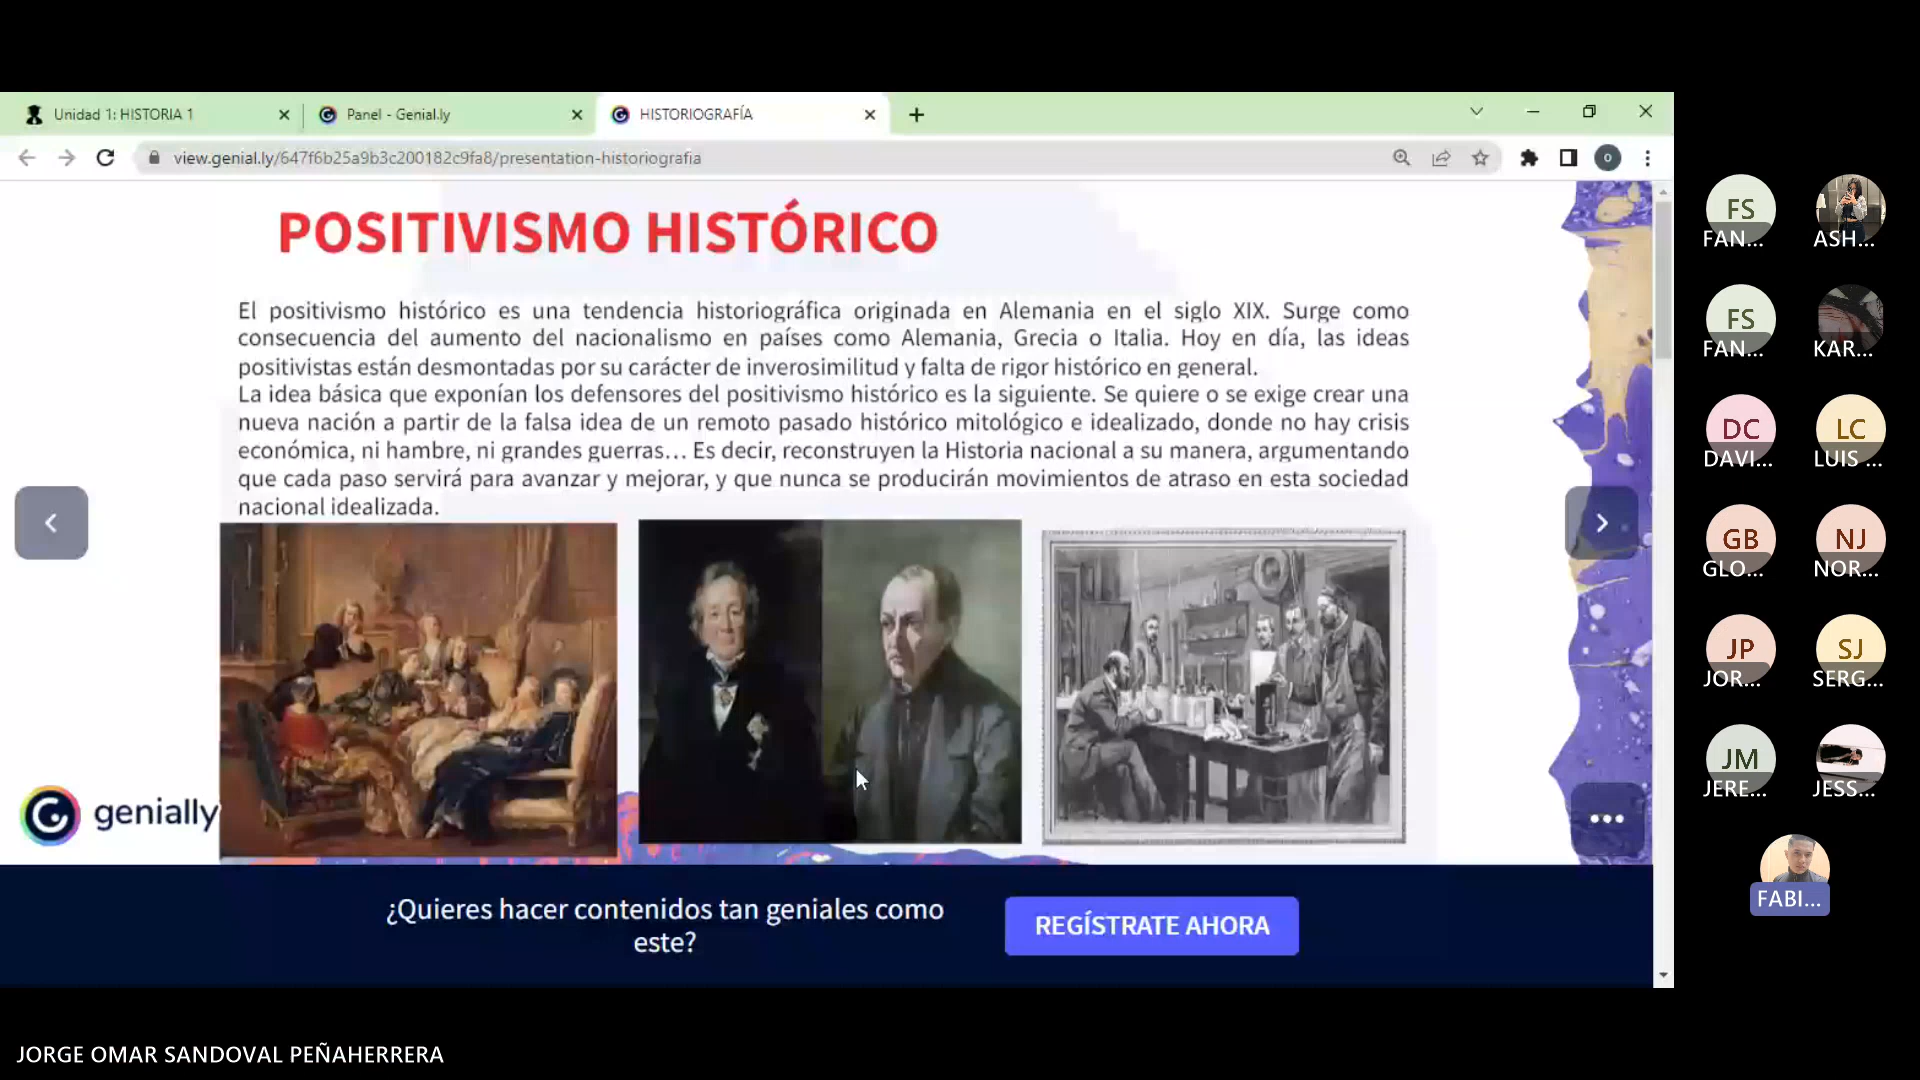 Unidad 1: HISTORIA 1
Panel - Genial.ly
HISTORIOGRAFÍA
view.genial.ly/647f6b25a9b3c200182c9fa8/presentation-historiografia
O
POSITIVISMO HISTÓRICO
El positivismo histórico es una tendencia historiográfica originada en Alemania en el siglo XIX. Surge como
consecuencia del aumento del nacionalismo en países como Alemania, Grecia o Italia. Hoy en día, las ideas
positivistas están desmontadas por su carácter de inverosimilitud y falta de rigor histórico en general.
La idea básica que exponían los defensores del positivismo histórico es la siguiente. Se quiere o se exige crear una
nueva nación a partir de la falsa idea de un remoto pasado histórico mitológico e idealizado, donde no hay crisis
económica, ni hambre, ni grandes guerras... Es decir, reconstruyen la Historia nacional a su manera, argumentando
que cada paso servirá para avanzar y mejorar, y que nunca se producirán movimientos de atraso en esta sociedad
nacional idealizada.
genially
¿Quieres hacer contenidos tan geniales como
este?
REGÍSTRATE AHORA
FS
FAN...
ASH...
FS
FAN...
KAR...
DC
DAVI...
LC
LUIS ...
GB
GLO...
NJ
NOR...
JP
JOR...
SJ
SERG...
JM
JERE...
JESS...
FABI...
JORGE OMAR SANDOVAL PEÑAHERRERA